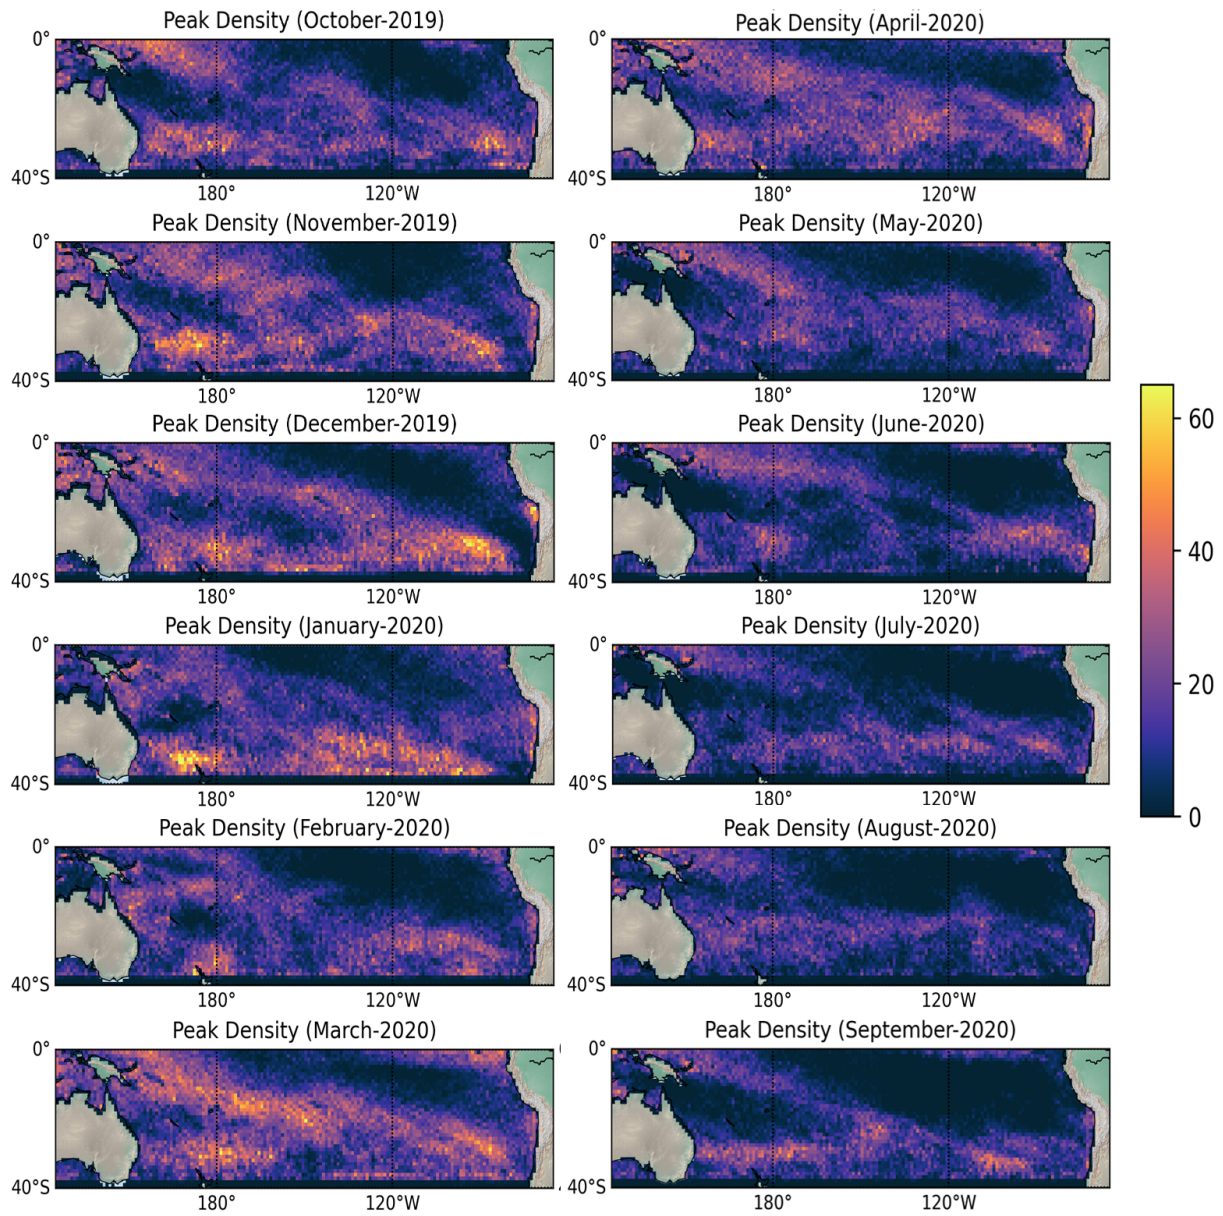 Peak Density (October-2019)
0°
40°S
180°
120°W
Peak Density (April-2020)
0°
40°S
180°
120°W
Peak Density (November-2019)
0°
40°S
180°
120°W
Peak Density (May-2020)
0°
40°S
180°
120°W
Peak Density (December-2019)
0°
40°S
180°
120°W
Peak Density (June-2020)
0°
40°S
180°
120°W
Peak Density (January-2020)
0°
40°S
180°
120°W
Peak Density (July-2020)
0°
40°S
180°
120°W
Peak Density (February-2020)
0°
40°S
180°
120°W
Peak Density (August-2020)
0°
40°S
180°
120°W
Peak Density (March-2020)
0°
40°S
180°
120°W
Peak Density (September-2020)
0°
40°S
180°
120°W
60
40
20
0